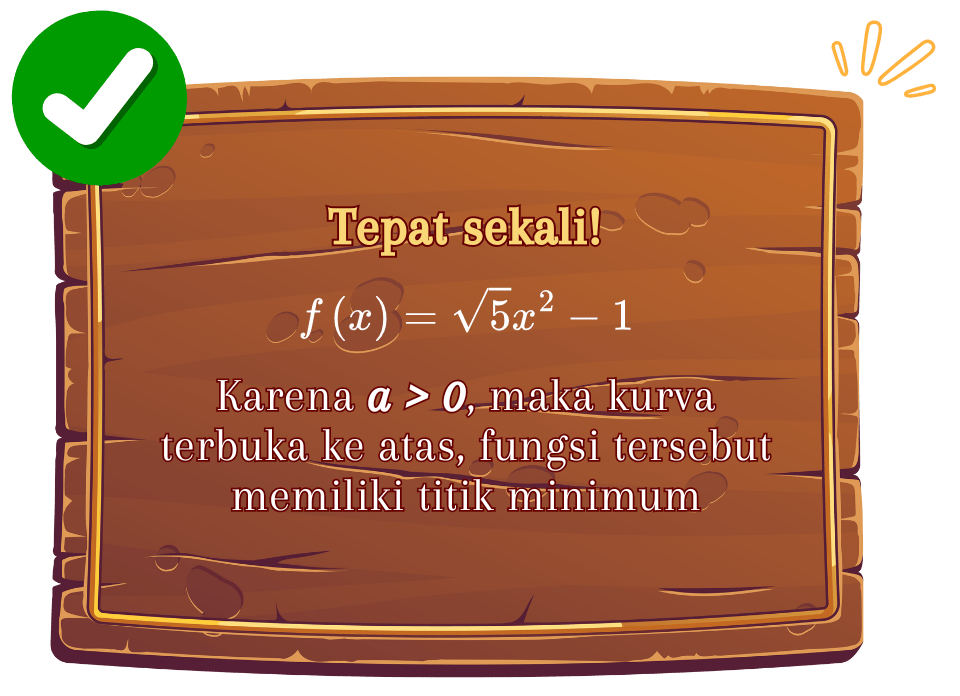 Tepat sekali!
f(x) = √5x² − 1
Karena a > 0, maka kurva
terbuka ke atas, fungsi tersebut
memiliki titik minimum